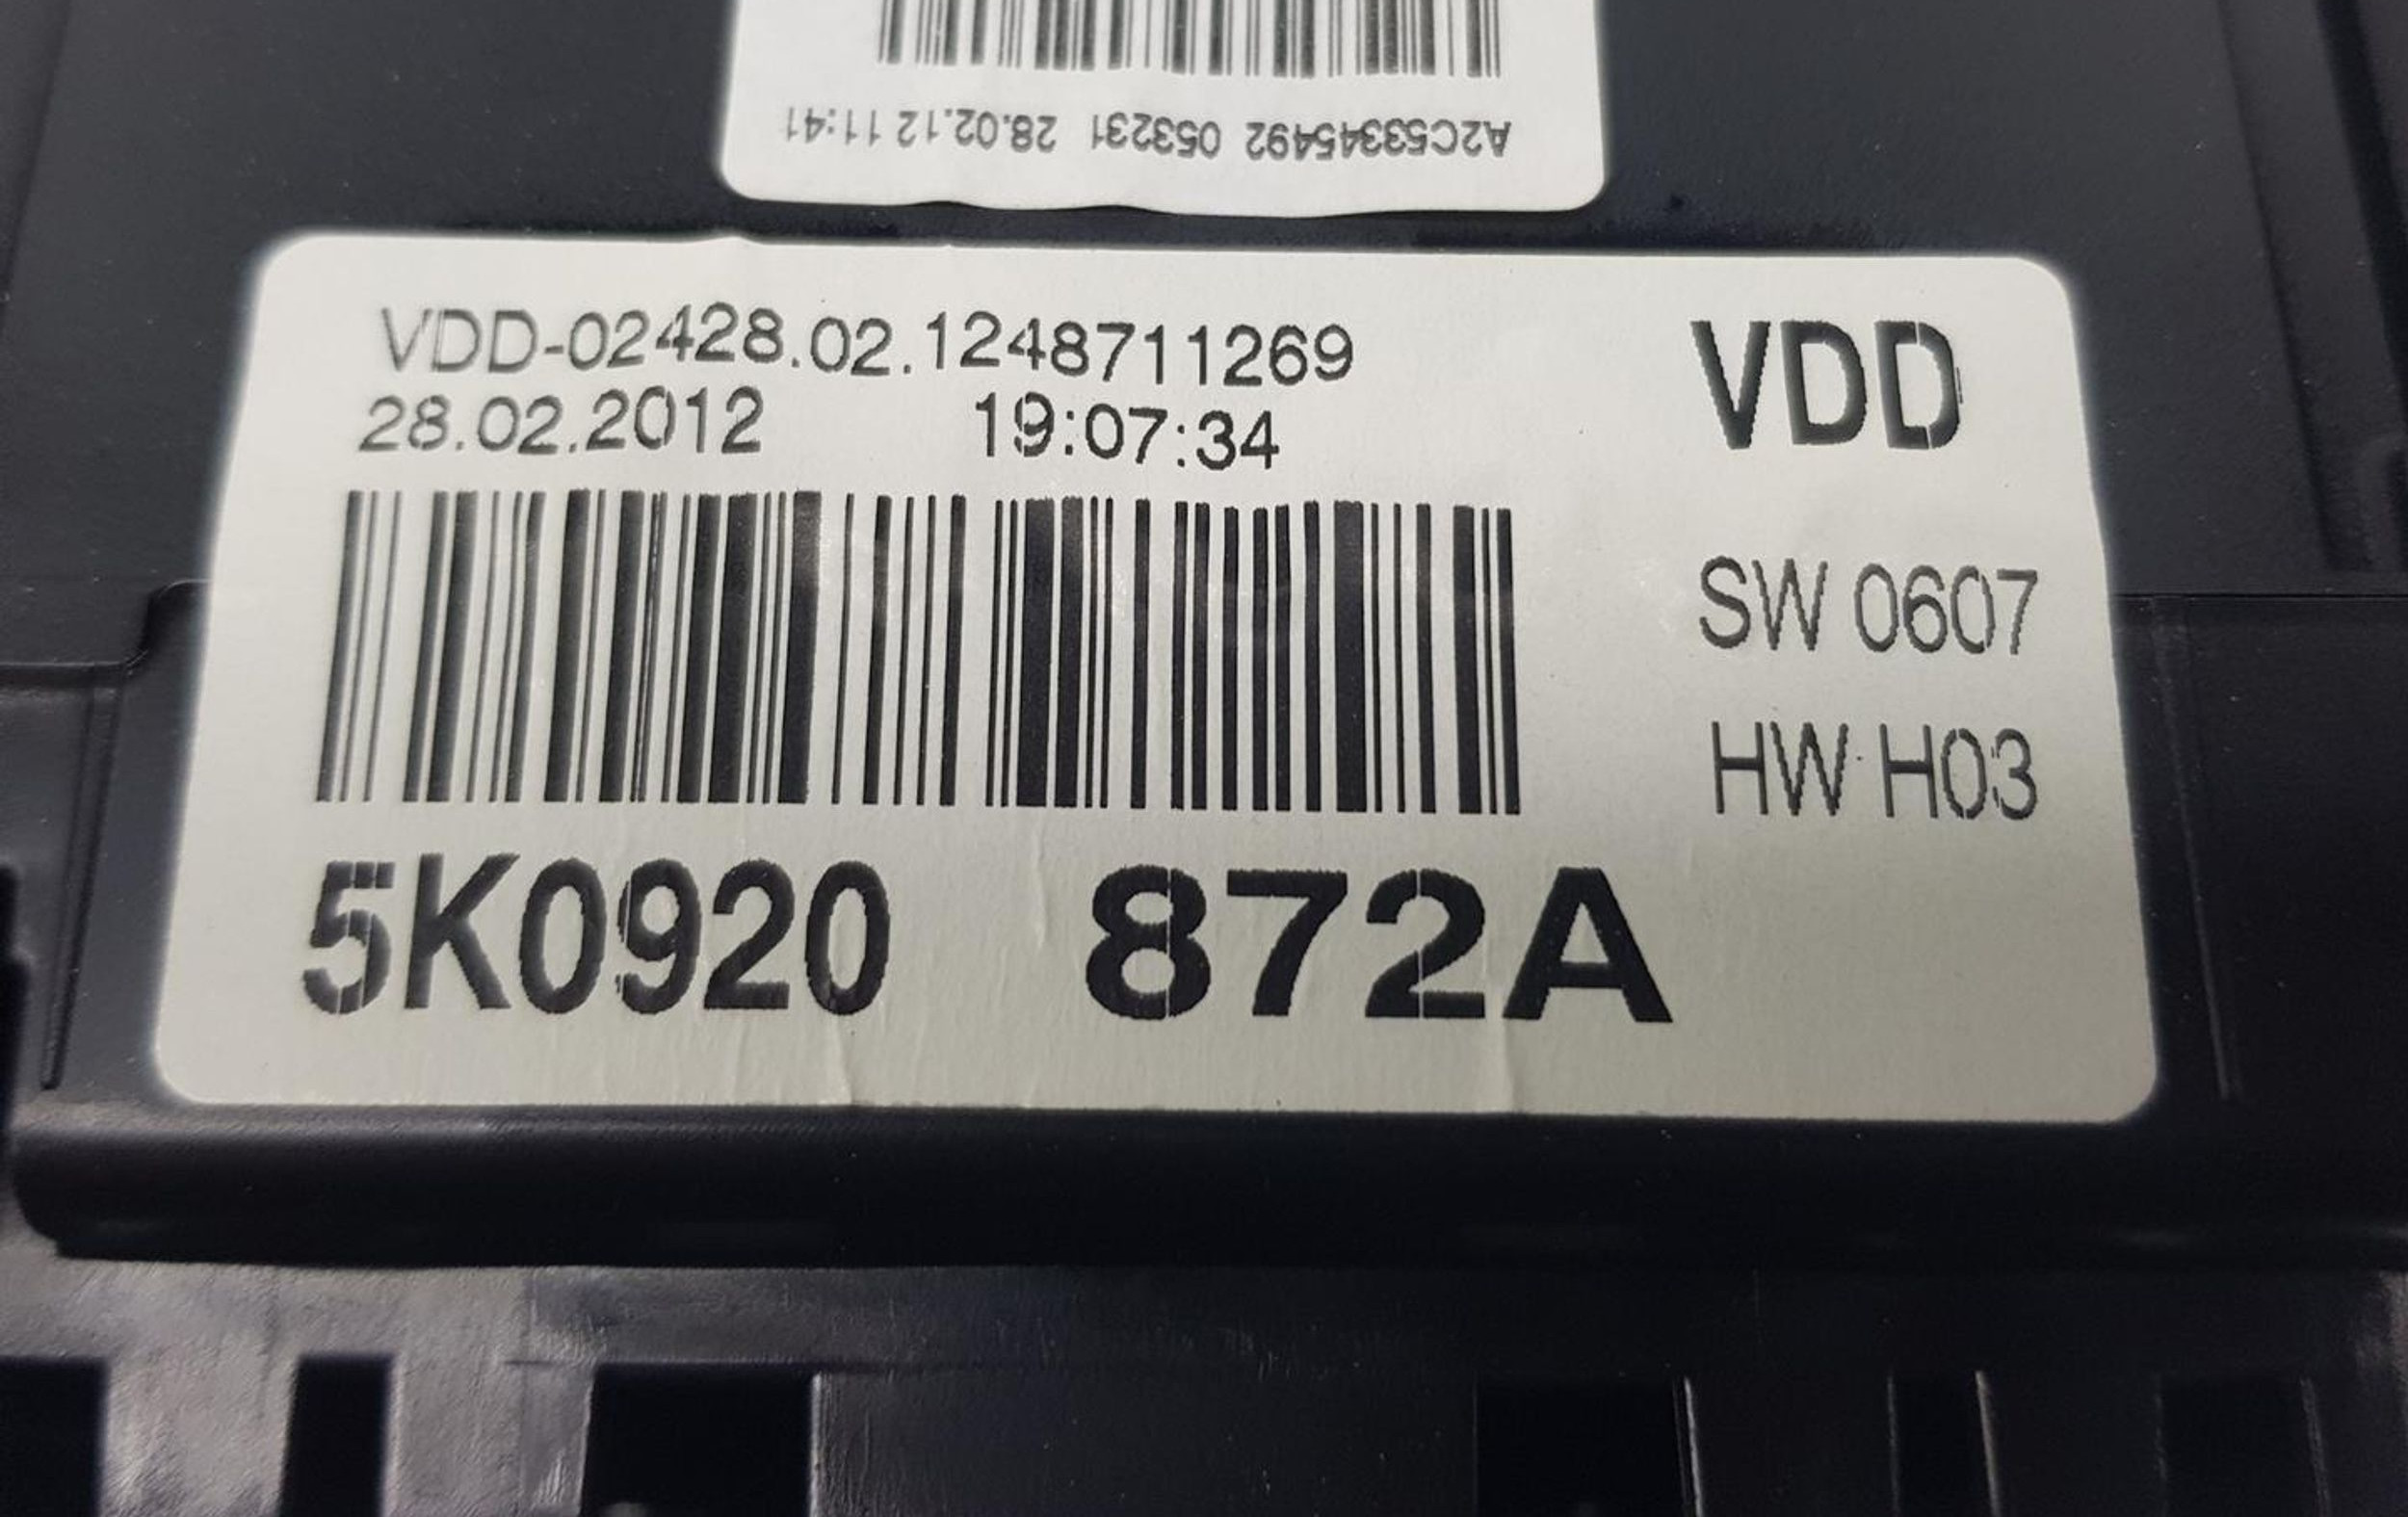 A2C53345492 053231 28.02.12 11:41
VDD-02428.02.1248711269
28.02.2012 19:07:34
VDD
SW 0607
HW H03
5K0920 872A